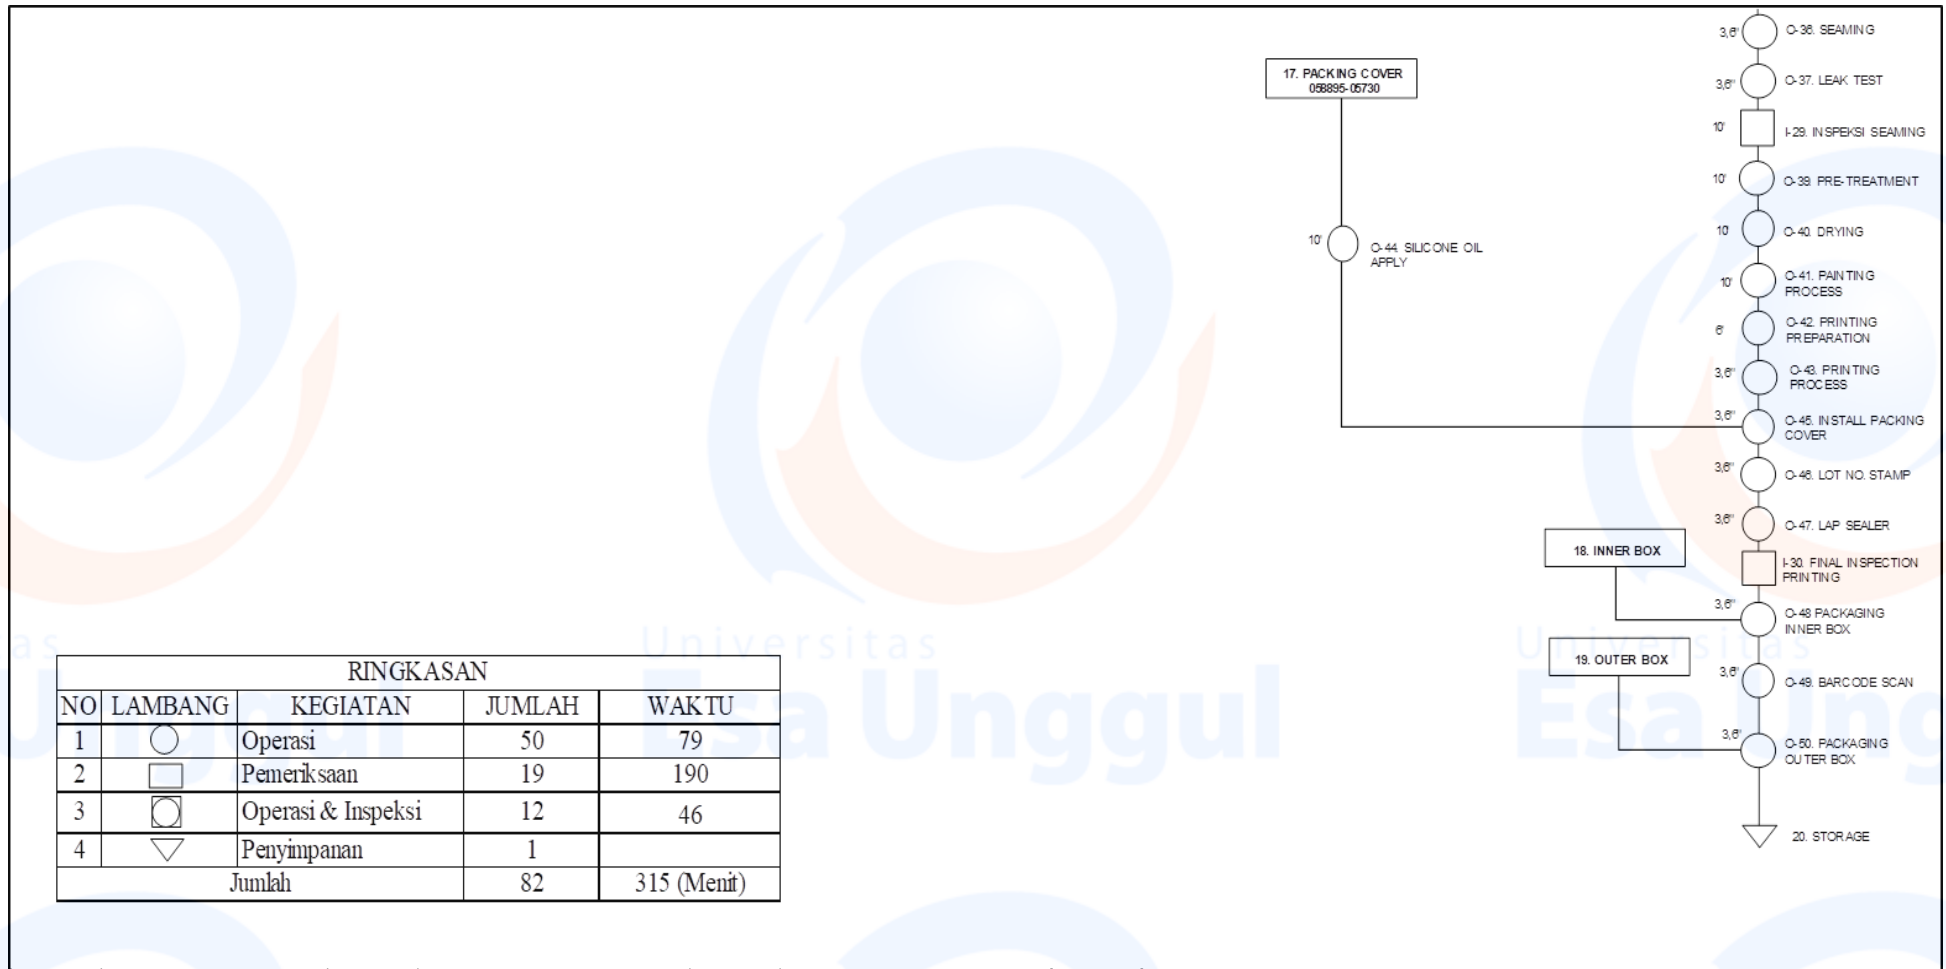 3,6" O-36. SEAMING
17. PACKING COVER
058895-05730
3,6" O-37. LEAK TEST
10' I-29. INSPEKSI SEAMING
10' O-39. PRE-TREATMENT
10' O-40. DRYING
10' O-44. SILICONE OIL
APPLY
10' O-41. PAINTING
PROCESS
6' O-42. PRINTING
PREPARATION
3,6" O-43. PRINTING
PROCESS
3,6" O-45. INSTALL PACKING
COVER
3,6" O-46. LOT NO. STAMP
3,6" O-47. LAP SEALER
18. INNER BOX
I-30. FINAL INSPECTION
PRINTING
3,6" O-48 PACKAGING
INNER BOX
19. OUTER BOX
3,6" O-49. BARCODE SCAN
3,6" O-50. PACKAGING
OUTER BOX
20. STORAGE
RINGKASAN
NO LAMBANG KEGIATAN JUMLAH WAKTU
1 Operasi 50 79
2 Pemeriksaan 19 190
3 Operasi & Inspeksi 12 46
4 Penyimpanan 1
Jumlah 82 315 (Menit)
as
Unggul
Universitas
Esa Unggul
Universitas
Esa Ung